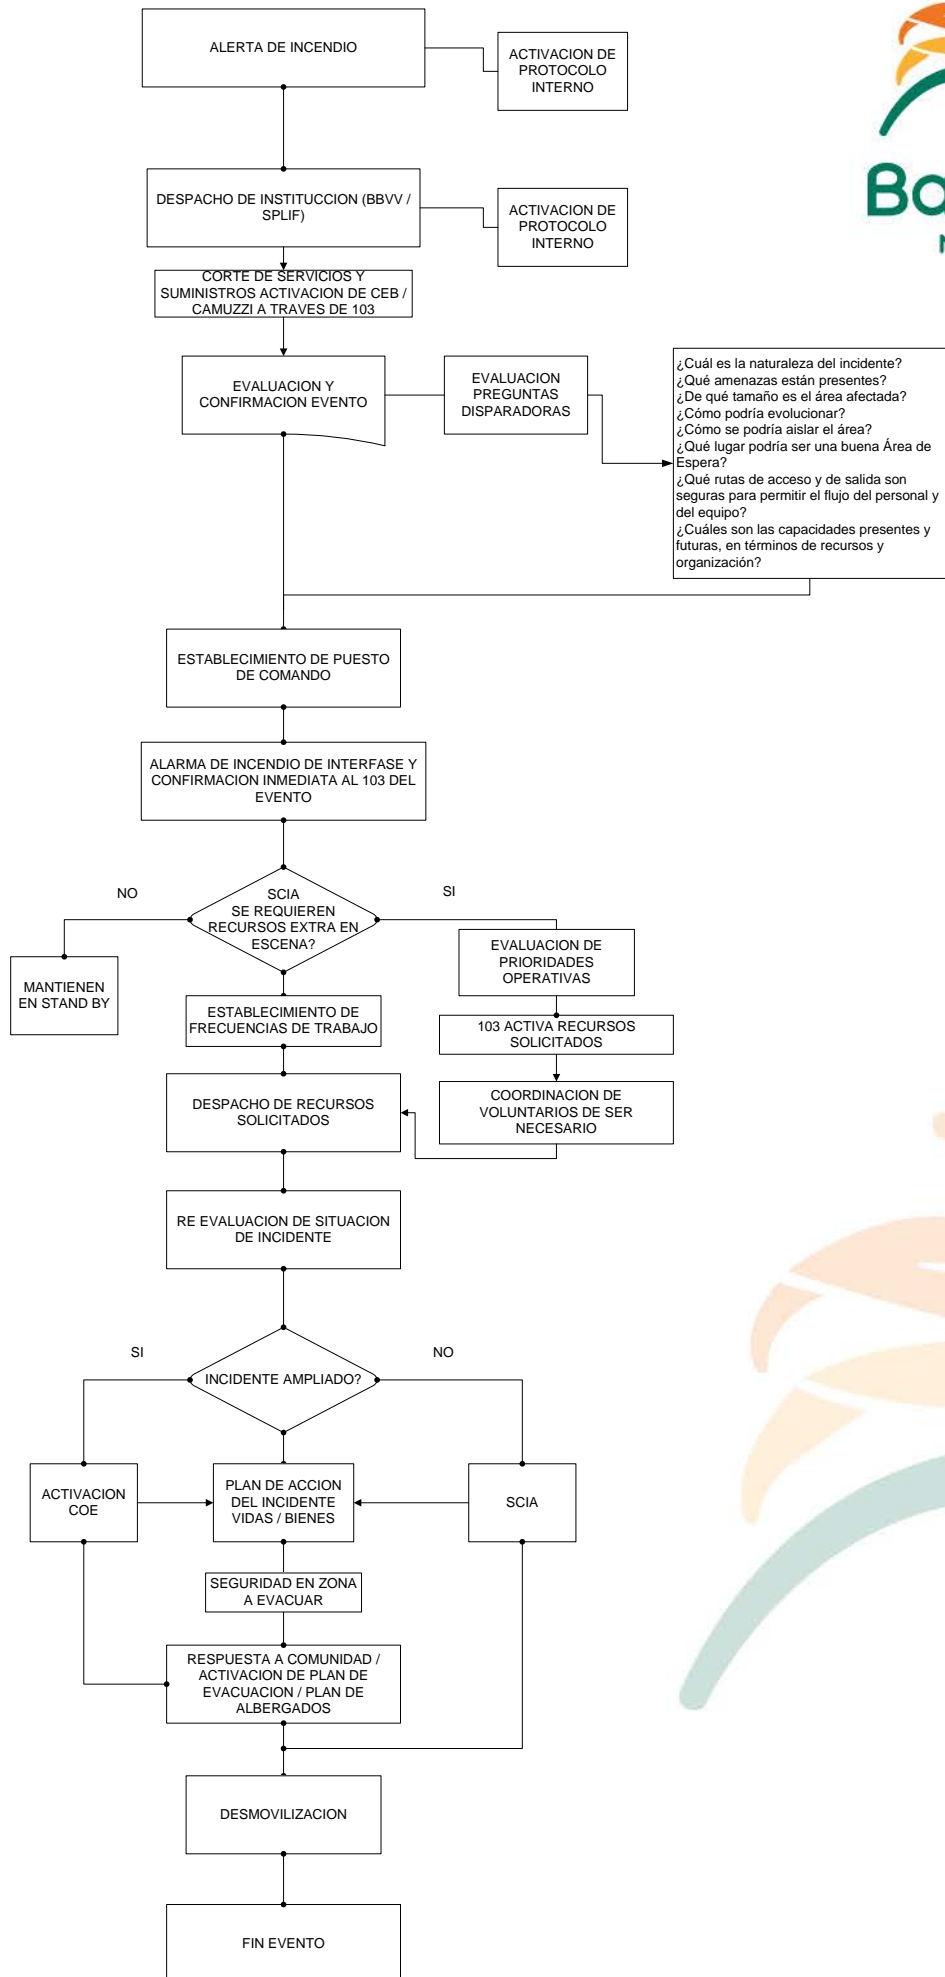 ALERTA DE INCENDIO
ACTIVACION DE
PROTOCOLO
INTERNO
DESPACHO DE INSTITUCCION (BBVV /
SPLIF)
ACTIVACION DE
PROTOCOLO
INTERNO
CORTE DE SERVICIOS Y
SUMINISTROS ACTIVACION DE CEB /
CAMUZZI A TRAVES DE 103
EVALUACION Y
CONFIRMACION EVENTO
EVALUACION
PREGUNTAS
DISPARADORAS
¿Cuál es la naturaleza del incidente?
¿Qué amenazas están presentes?
¿De qué tamaño es el área afectada?
¿Cómo podría evolucionar?
¿Cómo se podría aislar el área?
¿Qué lugar podría ser una buena Área de
Espera?
¿Qué rutas de acceso y de salida son
seguras para permitir el flujo del personal y
del equipo?
¿Cuáles son las capacidades presentes y
futuras, en términos de recursos y
organización?
ESTABLECIMIENTO DE PUESTO
DE COMANDO
ALARMA DE INCENDIO DE INTERFASE Y
CONFIRMACION INMEDIATA AL 103 DEL
EVENTO
NO
SCIA
SE REQUIEREN
RECURSOS EXTRA EN
ESCENA?
SI
MANTIENEN
EN STAND BY
EVALUACION DE
PRIORIDADES
OPERATIVAS
ESTABLECIMIENTO DE
FRECUENCIAS DE TRABAJO
103 ACTIVA RECURSOS
SOLICITADOS
DESPACHO DE RECURSOS
SOLICITADOS
COORDINACION DE
VOLUNTARIOS DE SER
NECESARIO
RE EVALUACION DE SITUACION
DE INCIDENTE
SI
INCIDENTE AMPLIADO?
NO
ACTIVACION
COE
PLAN DE ACCION
DEL INCIDENTE
VIDAS / BIENES
SCIA
SEGURIDAD EN ZONA
A EVACUAR
RESPUESTA A COMUNIDAD /
ACTIVACION DE PLAN DE
EVACUACION / PLAN DE
ALBERGADOS
DESMOVILIZACION
FIN EVENTO